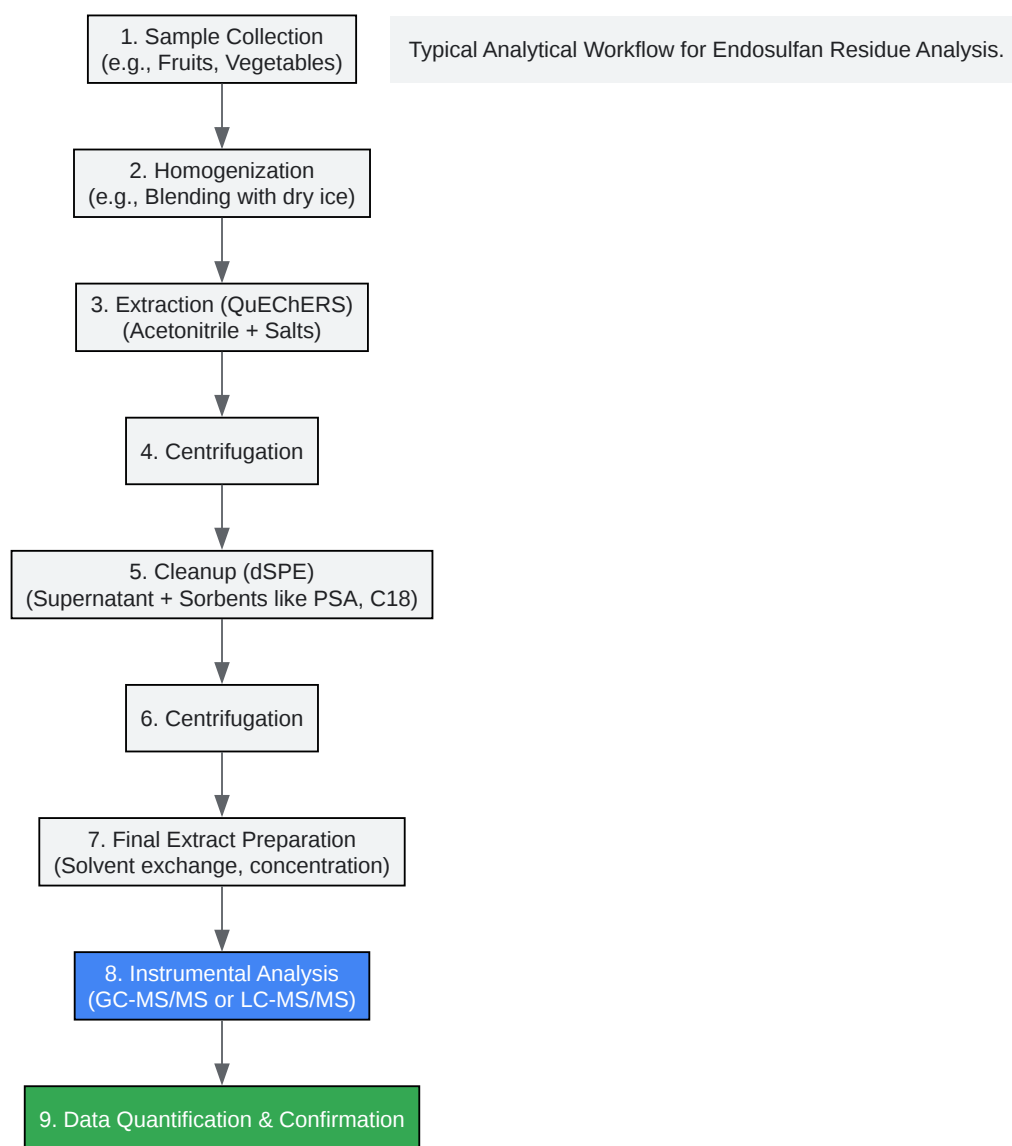 1. Sample Collection
(e.g., Fruits, Vegetables)
Typical Analytical Workflow for Endosulfan Residue Analysis.
2. Homogenization
(e.g., Blending with dry ice)
3. Extraction (QuEChERS)
(Acetonitrile + Salts)
4. Centrifugation
5. Cleanup (dSPE)
(Supernatant + Sorbents like PSA, C18)
6. Centrifugation
7. Final Extract Preparation
(Solvent exchange, concentration)
8. Instrumental Analysis
(GC-MS/MS or LC-MS/MS)
9. Data Quantification & Confirmation